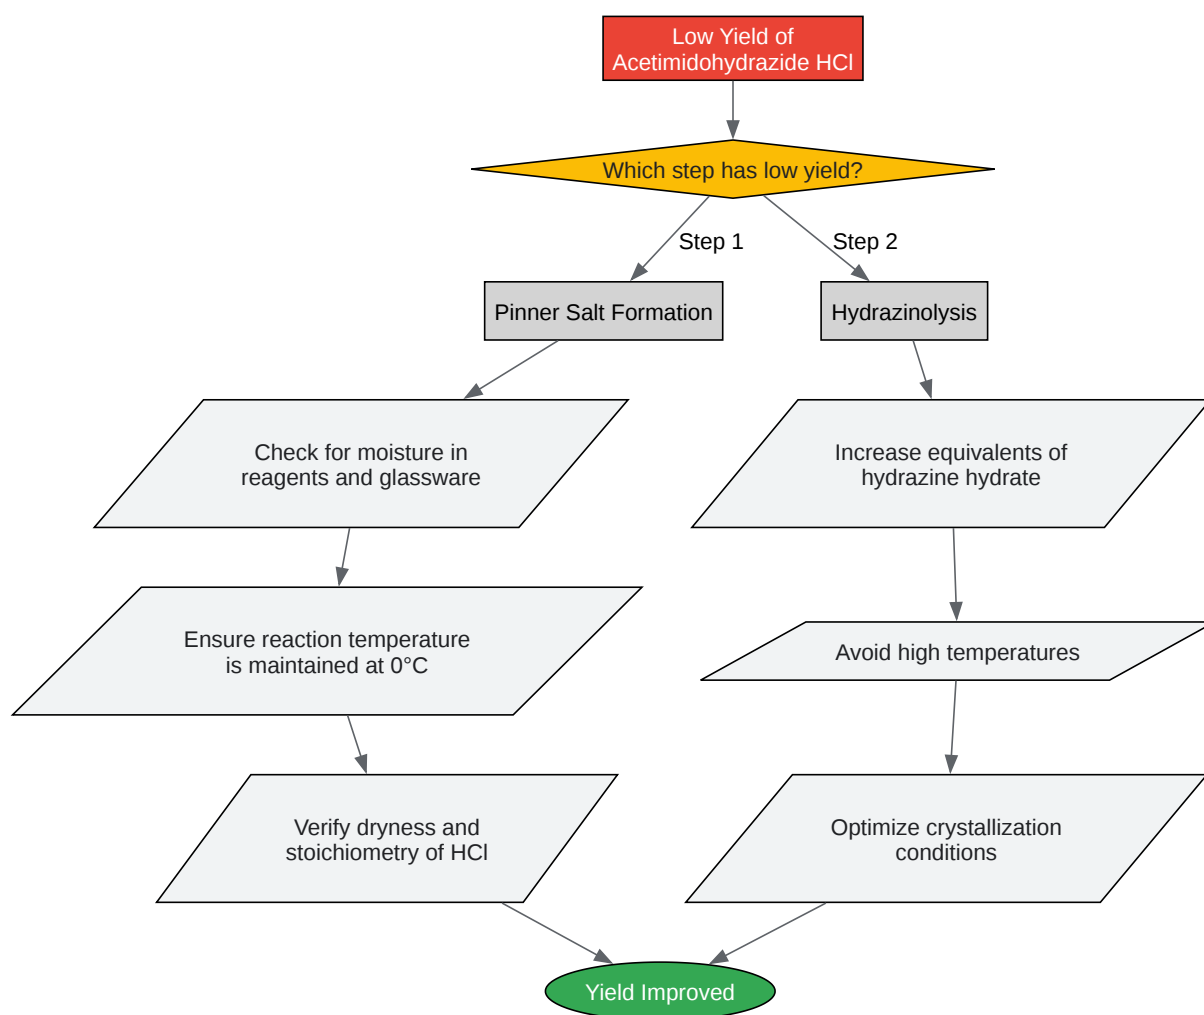 Low Yield of
Acetimidohydrazide HCl
Which step has low yield?
Step 1
Step 2
Pinner Salt Formation
Hydrazinolysis
Check for moisture in
reagents and glassware
Increase equivalents of
hydrazine hydrate
Ensure reaction temperature
is maintained at 0°C
Avoid high temperatures
Verify dryness and
stoichiometry of HCl
Optimize crystallization
conditions
Yield Improved